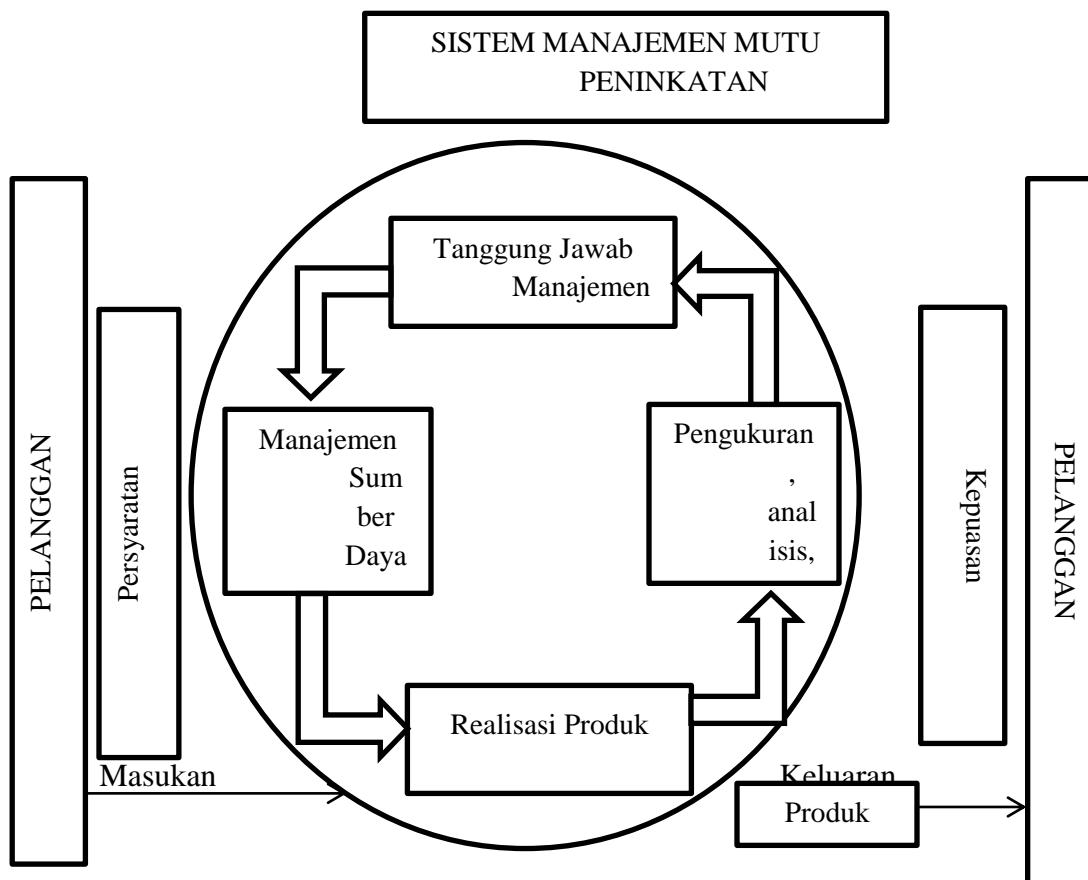 SISTEM MANAJEMEN MUTU
PENINKATAN
PELANGGAN
Persyaratan
Tanggung Jawab
Manajemen
Manajemen
Sum
ber
Daya
Pengukuran
,
anal
isis,
Realisasi Produk
Kepuasan
PELANGGAN
Masukan
Keluaran
Produk